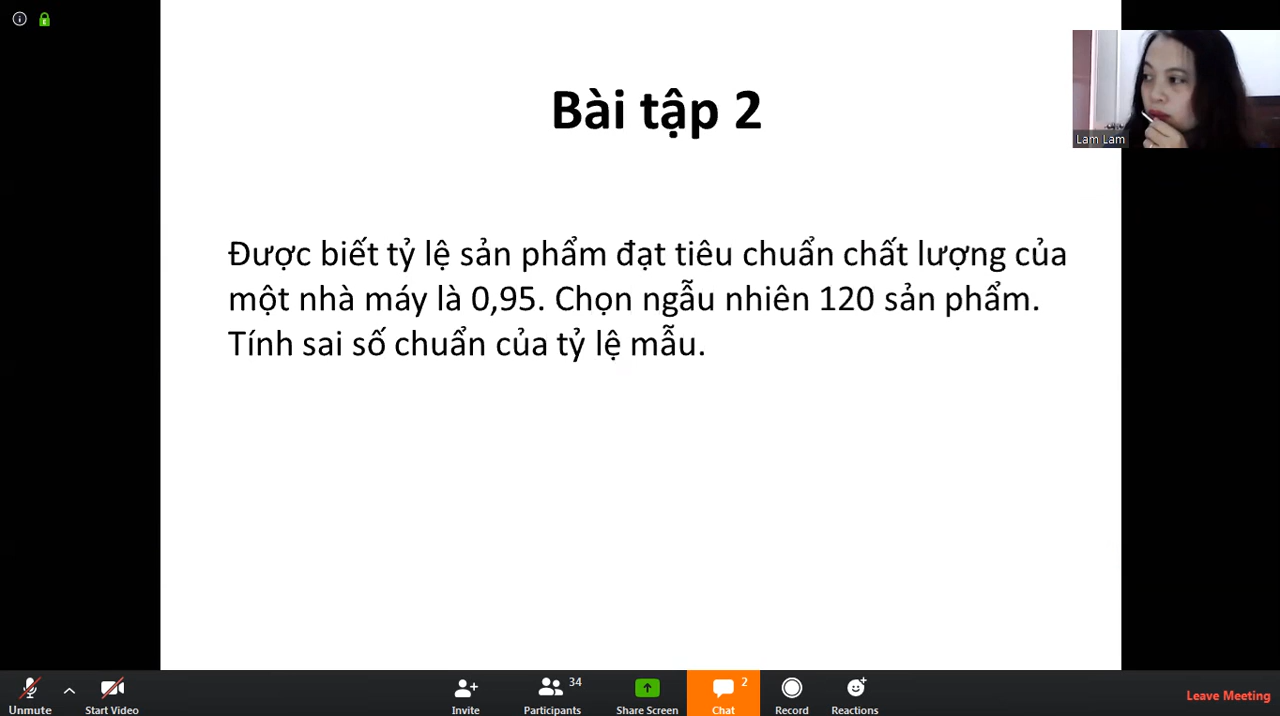 Bài tập 2
Lam Lam
Được biết tỷ lệ sản phẩm đạt tiêu chuẩn chất lượng của
một nhà máy là 0,95. Chọn ngẫu nhiên 120 sản phẩm.
Tính sai số chuẩn của tỷ lệ mẫu.
34
2
Unmute
Start Video
Invite
Participants
Share Screen
Chat
Record
Reactions
Leave Meeting